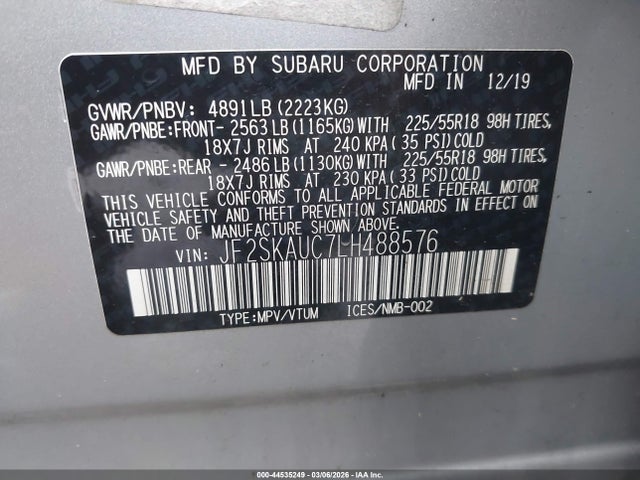 MFD BY SUBARU CORPORATION
MFD IN 12/19
GVWR/PNBV: 4891LB(2223KG)
GAWR/PNBE:FRONT- 2563LB(1165KG)WITH 225/55R18 98H TIRES,
18X7J RIMS AT 240 KPA(35 PSI)COLD
GAWR/PNBE:REAR - 2486LB(1130KG)WITH 225/55R18 98H TIRES,
18X7J RIMS AT 230 KPA(33 PSI)COLD
THIS VEHICLE CONFORMS TO ALL APPLICABLE FEDERAL MOTOR
VEHICLE SAFETY AND THEFT PREVENTION STANDARDS IN EFFECT ON
THE DATE OF MANUFACTURE SHOWN ABOVE.
VIN: JF2SKAUC7LH488576
TYPE:MPV/VTUM ICES/NMB-002
000-44535249 - 03/06/2026 - IAA Inc.